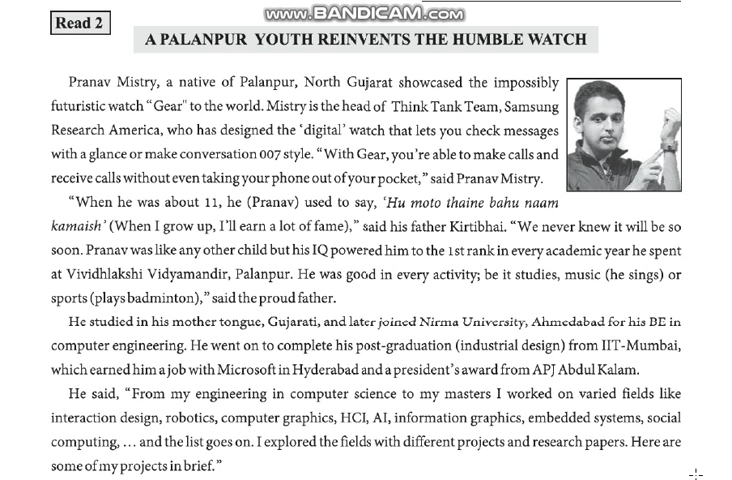 www.BANDICAM.com
Read 2
A PALANPUR YOUTH REINVENTS THE HUMBLE WATCH
Pranav Mistry, a native of Palanpur, North Gujarat showcased the impossibly
futuristic watch “Gear” to the world. Mistry is the head of Think Tank Team, Samsung
Research America, who has designed the ‘digital’ watch that lets you check messages
with a glance or make conversation 007 style. “With Gear, you’re able to make calls and
receive calls without even taking your phone out of your pocket,” said Pranav Mistry.
“When he was about 11, he (Pranav) used to say, ‘Hu moto thaine bahu naam
kamaish’ (When I grow up, I’ll earn a lot of fame),” said his father Kirtibhai. “We never knew it will be so
soon. Pranav was like any other child but his IQ powered him to the 1st rank in every academic year he spent
at Vividhlakshi Vidyamandir, Palanpur. He was good in every activity; be it studies, music (he sings) or
sports (plays badminton),” said the proud father.
He studied in his mother tongue, Gujarati, and later joined Nirma University, Ahmedabad for his BE in
computer engineering. He went on to complete his post-graduation (industrial design) from IIT-Mumbai,
which earned him a job with Microsoft in Hyderabad and a president’s award from APJ Abdul Kalam.
He said, “From my engineering in computer science to my masters I worked on varied fields like
interaction design, robotics, computer graphics, HCI, AI, information graphics, embedded systems, social
computing, ... and the list goes on. I explored the fields with different projects and research papers. Here are
some of my projects in brief.”